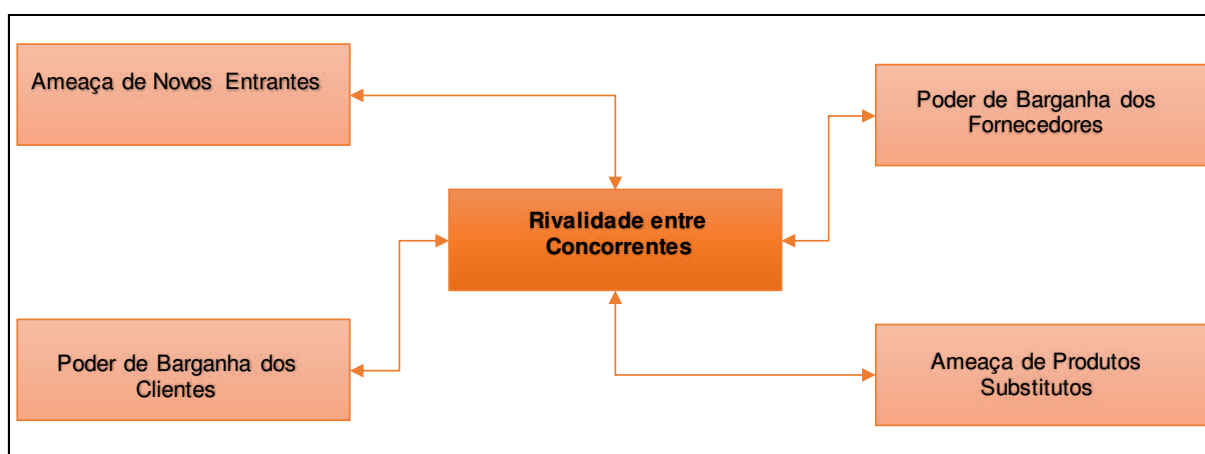 Ameaça de Novos Entrantes
Poder de Barganha dos
Fornecedores
Rivalidade entre
Concorrentes
Poder de Barganha dos
Clientes
Ameaça de Produtos
Substitutos